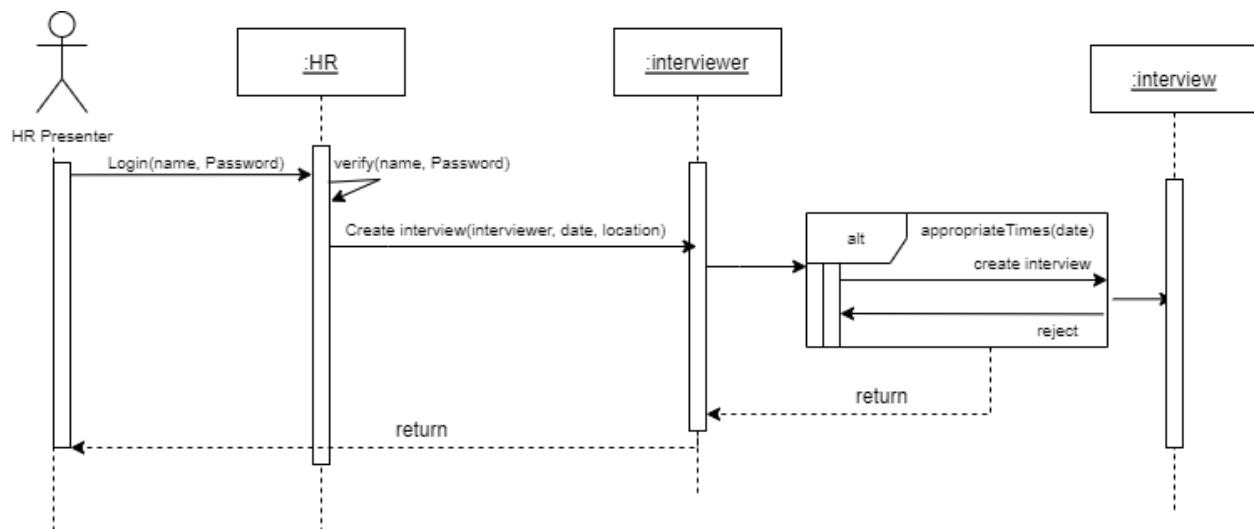 :HR
:interviewer
:interview
HR Presenter
Login(name, Password)
verify(name, Password)
Create interview(interviewer, date, location)
alt
appropriateTimes(date)
create interview
reject
return
return